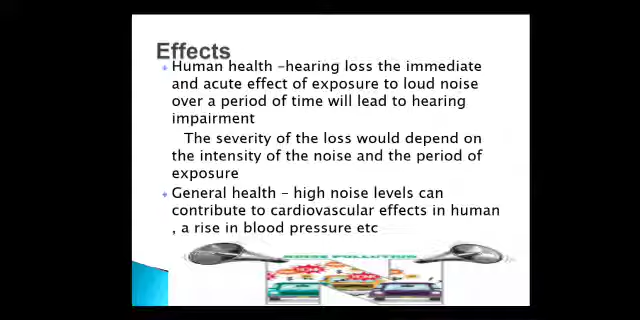 Effects
Human health -hearing loss the immediate
and acute effect of exposure to loud noise
over a period of time will lead to hearing
impairment
The severity of the loss would depend on
the intensity of the noise and the period of
exposure
General health - high noise levels can
contribute to cardiovascular effects in human
, a rise in blood pressure etc
NOISE POLLUTION
HONK